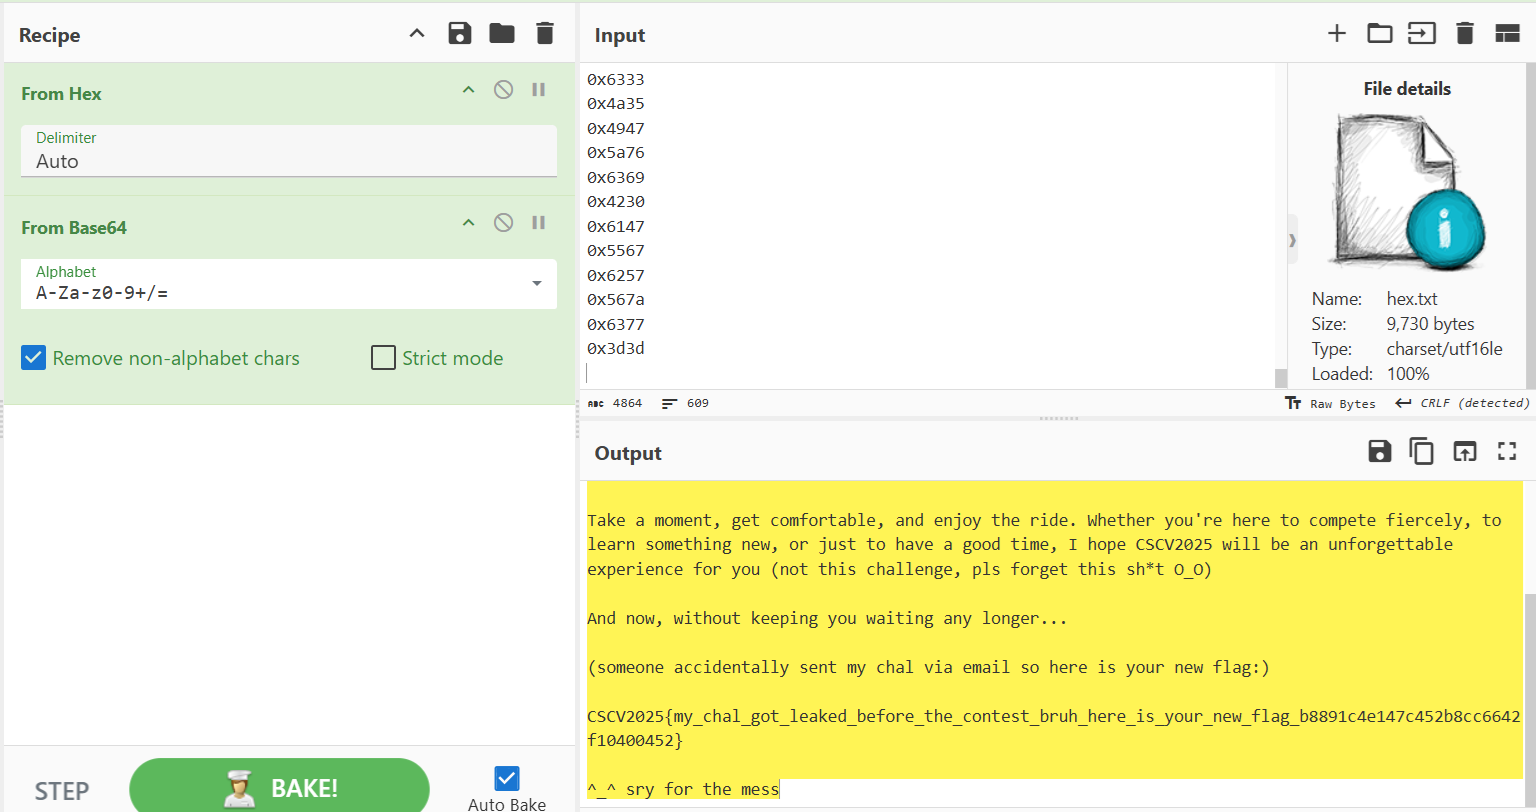 Recipe
From Hex
Delimiter
Auto
From Base64
Alphabet
A-Za-z0-9+/=
Remove non-alphabet chars
Strict mode
STEP
BAKE!
Auto Bake
Input
0x6333
0x4a35
0x4947
0x5a76
0x6369
0x4230
0x6147
0x5567
0x6257
0x567a
0x6377
0x3d3d
File details
Name: hex.txt
Size: 9,730 bytes
Type: charset/utf16le
Loaded: 100%
ABC 4864 609
Tт Raw Bytes CRLF (detected)
Output
Take a moment, get comfortable, and enjoy the ride. Whether you're here to compete fiercely, to
learn something new, or just to have a good time, I hope CSCV2025 will be an unforgettable
experience for you (not this challenge, pls forget this sh*t O_O)
And now, without keeping you waiting any longer...
(someone accidentally sent my chal via email so here is your new flag:)
CSCV2025{my_chal_got_leaked_before_the_contest_bruh_here_is_your_new_flag_b8891c4e147c452b8cc6642
f10400452}
^_^ sry for the mess